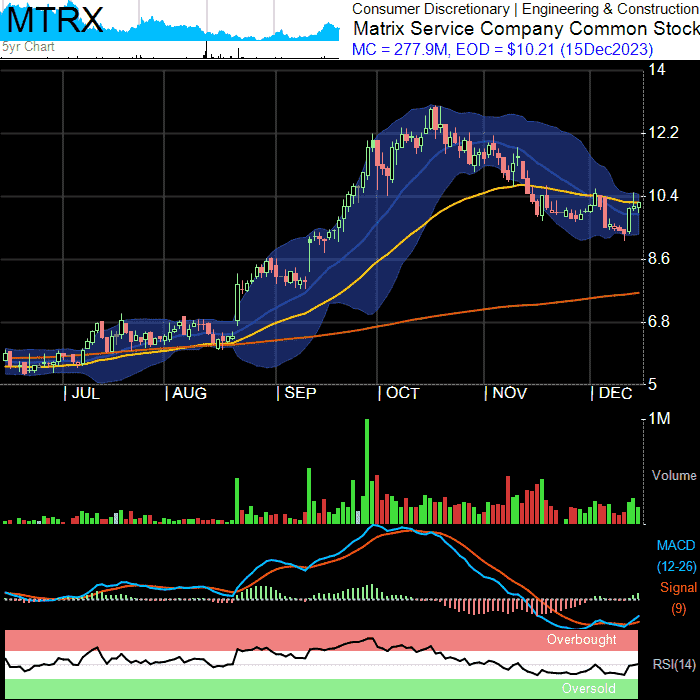 MTRX
5yr Chart
Consumer Discretionary | Engineering & Construction
Matrix Service Company Common Stock
MC = 277.9M, EOD = $10.21 (15Dec2023)
14
12.2
10.4
8.6
6.8
5
| JUL | AUG | SEP | OCT | NOV | DEC
1M
Volume
MACD
(12-26)
Signal
(9)
Overbought
RSI(14)
Oversold